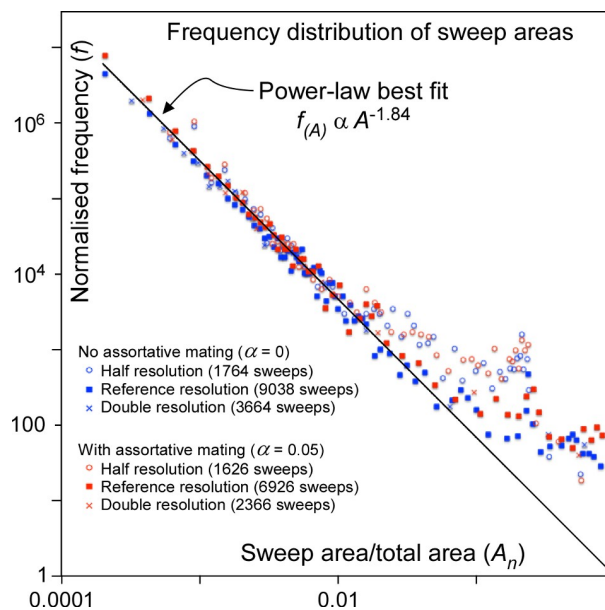 Frequency distribution of sweep areas
Normalised frequency (f)
Power-law best fit
f(A) α A-1.84
10⁶
10⁴
100
1
No assortative mating (α = 0)
Half resolution (1764 sweeps)
Reference resolution (9038 sweeps)
Double resolution (3664 sweeps)
With assortative mating (α = 0.05)
Half resolution (1626 sweeps)
Reference resolution (6926 sweeps)
Double resolution (2366 sweeps)
Sweep area/total area (Aₙ)
0.0001
0.01